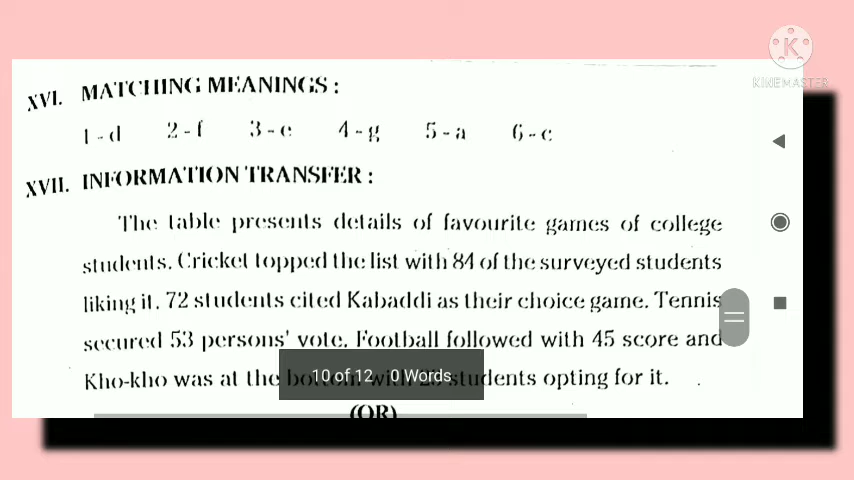 KINEMASTER
XVI. MATCHING MEANINGS :
1 - d 2 - f 3 - e 4 - g 5 - a 6 - c
XVII. INFORMATION TRANSFER :
The table presents details of favourite games of college
students. Cricket topped the list with 84 of the surveyed students
liking it. 72 students cited Kabaddi as their choice game. Tennis
secured 53 persons' vote. Football followed with 45 score and
Kho-kho was at the bottom with students opting for it.
10 of 12 0 Words
(OR)